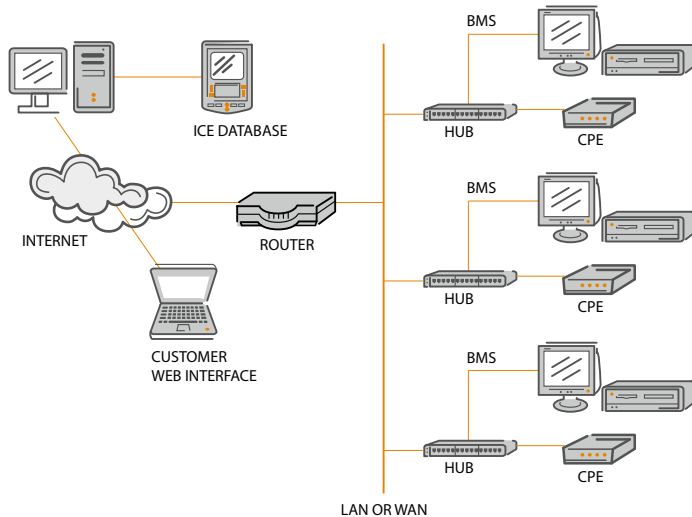 BMS
HUB
CPE
ICE DATABASE
BMS
INTERNET
ROUTER
HUB
CPE
CUSTOMER
WEB INTERFACE
BMS
HUB
CPE
LAN OR WAN